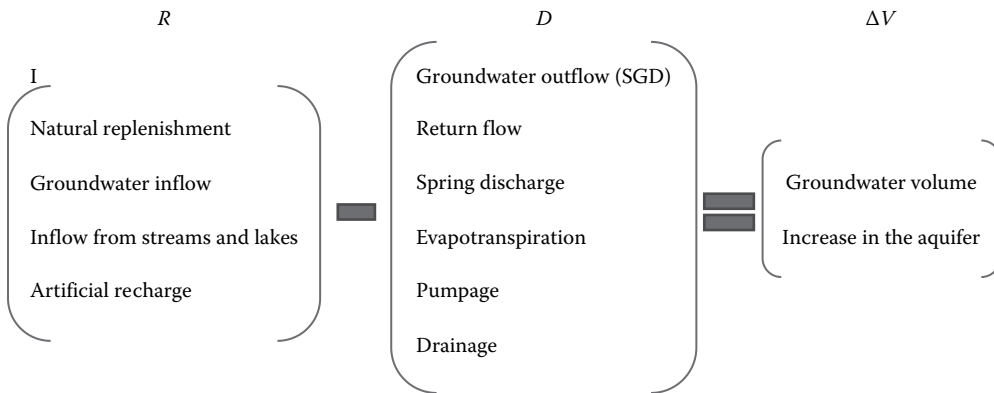 R
D
ΔV
I
Natural replenishment
Groundwater inflow
Inflow from streams and lakes
Artificial recharge
Groundwater outflow (SGD)
Return flow
Spring discharge
Evapotranspiration
Pumpage
Drainage
Groundwater volume
Increase in the aquifer